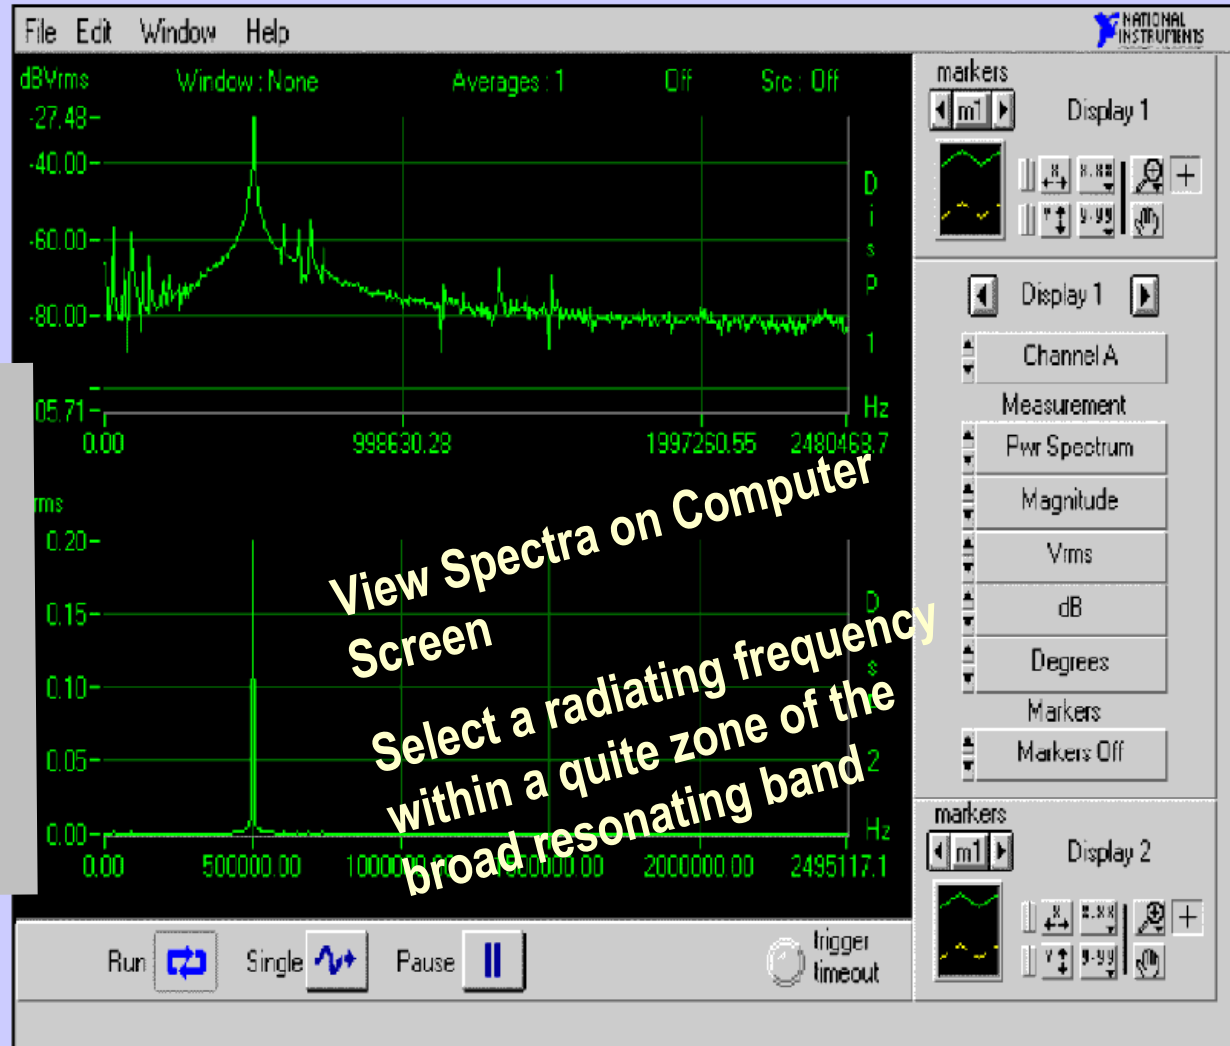 File Edit Window Help
NATIONAL
INSTRUMENTS
dBVrms Window : None Averages : 1 Off Src : Off
-27.48
-40.00
-60.00
-80.00
05.71
0.00 998630.28 1997260.55 2480468.7
Disp 1
Hz
rms
0.20
0.15
0.10
0.05
0.00
0.00 500000.00 2000000.00 2495117.1
D
s
2
Hz
View Spectra on Computer
Screen
Select a radiating frequency
within a quite zone of the
broad resonating band
Run Single Pause trigger
timeout
markers
m1 Display 1
Display 1
Channel A
Measurement
Pwr Spectrum
Magnitude
Vrms
dB
Degrees
Markers
Markers Off
markers
m1 Display 2